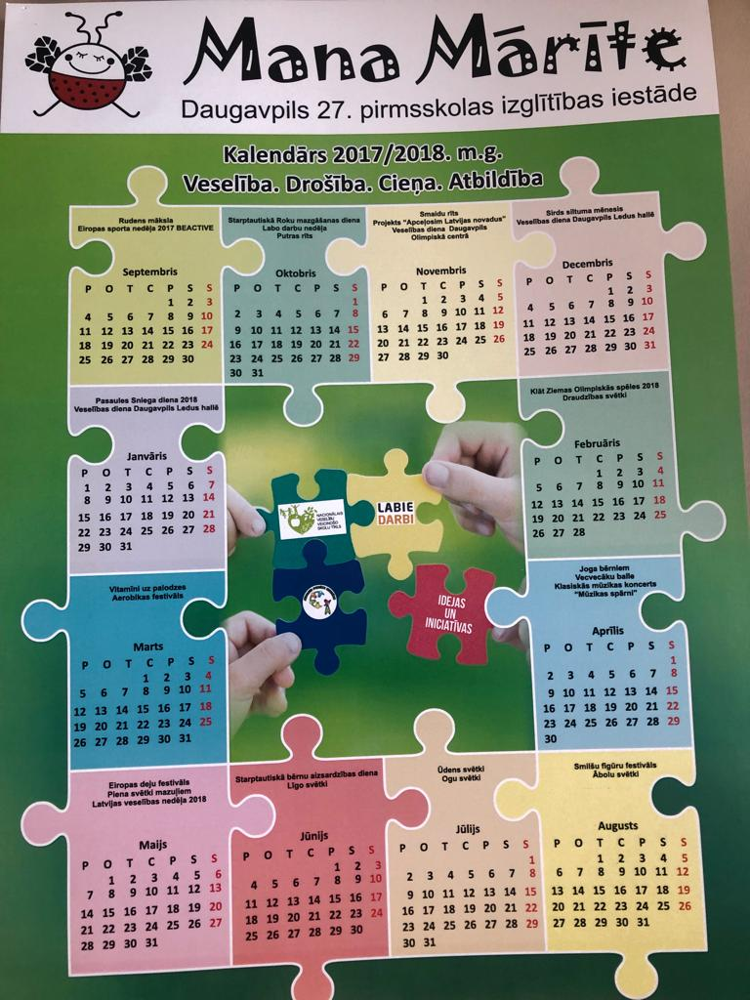 Mana Mārīte
Daugavpils 27. pirmsskolas izglītības iestāde
Kalendārs 2017/2018. m.g.
Veselība. Drošība. Cieņa. Atbildība
Rudens māksla
Eiropas sporta nedēļa 2017 BEACTIVE
Septembris
P O T C P S S
1 2 3
4 5 6 7 8 9 10
11 12 13 14 15 16 17
18 19 20 21 22 23 24
25 26 27 28 29 30
Starptautiskā Roku mazgāšanas diena
Labo darbu nedēļa
Putras rīts
Oktobris
P O T C P S S
1
2 3 4 5 6 7 8
9 10 11 12 13 14 15
16 17 18 19 20 21 22
23 24 25 26 27 28 29
30 31
Smaidu rīts
Projekts "Apceļosim Latvijas novadus"
Veselības diena Daugavpils
Olimpiskā centrā
Novembris
P O T C P S S
1 2 3 4 5
6 7 8 9 10 11 12
13 14 15 16 17 18 19
20 21 22 23 24 25 26
27 28 29 30
Sirds siltuma mēnesis
Veselības diena Daugavpils Ledus hallē
Decembris
P O T C P S S
1 2 3
4 5 6 7 8 9 10
11 12 13 14 15 16 17
18 19 20 21 22 23 24
25 26 27 28 29 30 31
Pasaules Sniega diena 2018
Veselības diena Daugavpils Ledus hallē
Janvāris
P O T C P S S
1 2 3 4 5 6 7
8 9 10 11 12 13 14
15 16 17 18 19 20 21
22 23 24 25 26 27 28
29 30 31
NACIONĀLAIS
VESELĪBU
VEICINOŠO
SKOLU TĪKLS
LABIE
DARBI
IDEJAS
UN
INICIATĪVAS
Klāt Ziemas Olimpiskās spēles 2018
Draudzības svētki
Februāris
P O T C P S S
1 2 3 4
5 6 7 8 9 10 11
12 13 14 15 16 17 18
19 20 21 22 23 24 25
26 27 28
Vitamīni uz palodzes
Aerobikas festivāls
Marts
P O T C P S S
1 2 3 4
5 6 7 8 9 10 11
12 13 14 15 16 17 18
19 20 21 22 23 24 25
26 27 28 29 30 31
Joga bērniem
Vecvecāku balle
Klasiskās mūzikas koncerts
"Mūzikas spārni"
Aprīlis
P O T C P S S
1
2 3 4 5 6 7 8
9 10 11 12 13 14 15
16 17 18 19 20 21 22
23 24 25 26 27 28 29
30
Eiropas deju festivāls
Piena svētki mazuļiem
Latvijas veselības nedēļa 2018
Maijs
P O T C P S S
1 2 3 4 5 6
7 8 9 10 11 12 13
14 15 16 17 18 19 20
21 22 23 24 25 26 27
28 29 30 31
Starptautiskā bērnu aizsardzības diena
Līgo svētki
Jūnijs
P O T C P S S
1 2 3
4 5 6 7 8 9 10
11 12 13 14 15 16 17
18 19 20 21 22 23 24
25 26 27 28 29 30
Ūdens svētki
Ogu svētki
Jūlijs
P O T C P S S
1
2 3 4 5 6 7 8
9 10 11 12 13 14 15
16 17 18 19 20 21 22
23 24 25 26 27 28 29
30 31
Smilšu figūru festivāls
Ābolu svētki
Augusts
P O T C P S S
1 2 3 4 5
6 7 8 9 10 11 12
13 14 15 16 17 18 19
20 21 22 23 24 25 26
27 28 29 30 31